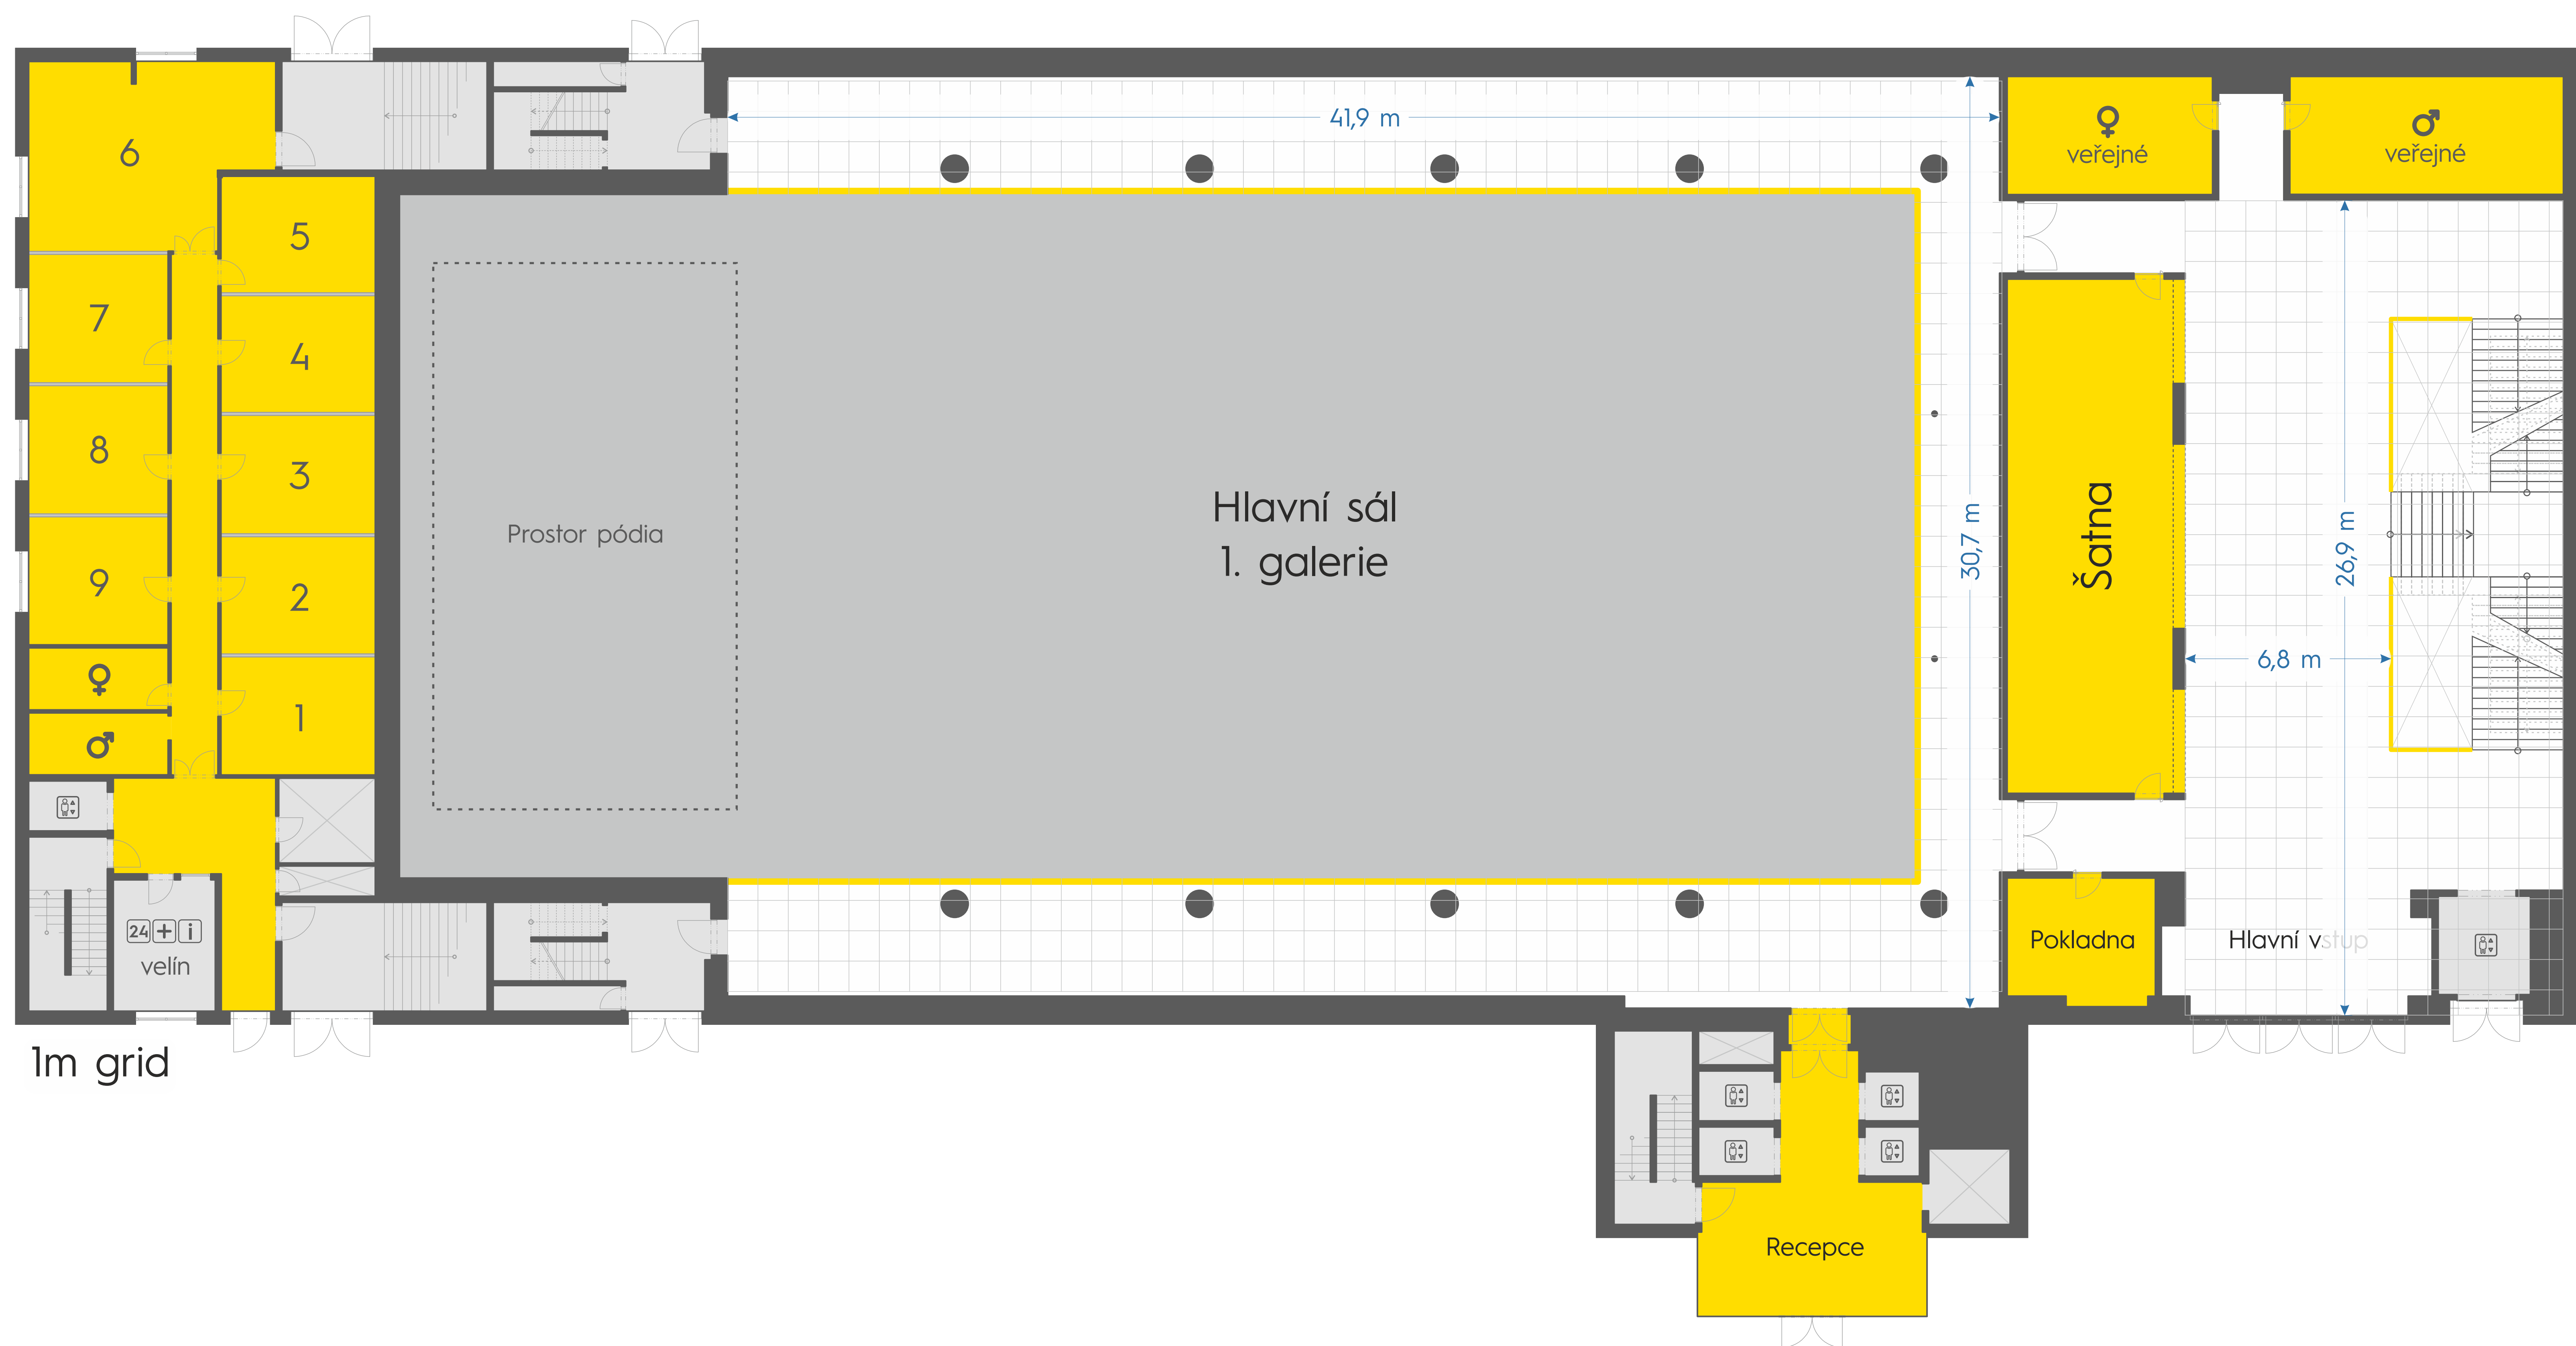 41,9 m
veřejné
veřejné
6
5
7
4
8
3
9
2
1
Prostor pódia
Hlavní sál
1. galerie
30,7 m
Šatna
26,9 m
6,8 m
24 + i
velín
Pokladna
Hlavní vstup
1m grid
Recepce